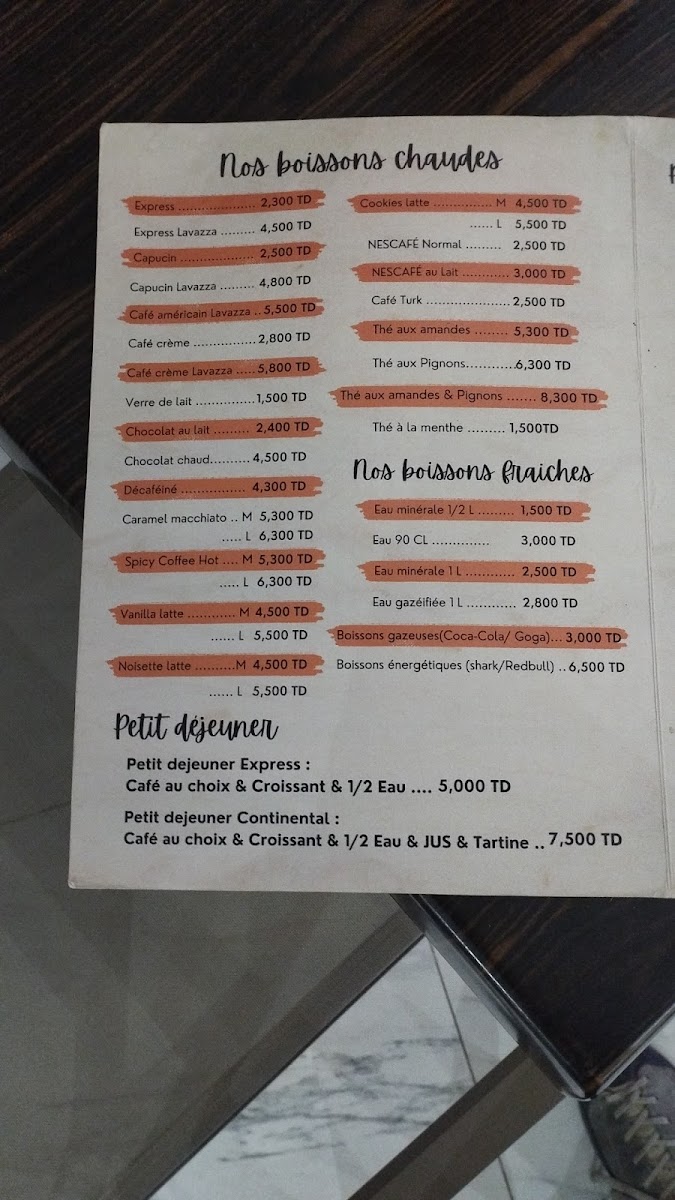 Nos boissons chaudes
Express ..................... 2,300 TD
Express Lavazza ......... 4,500 TD
Capucin .................... 2,500 TD
Capucin Lavazza ......... 4,800 TD
Café américain Lavazza .. 5,500 TD
Café crème ................ 2,800 TD
Café crème Lavazza ..... 5,800 TD
Verre de lait ............... 1,500 TD
Chocolat au lait ......... 2,400 TD
Chocolat chaud.......... 4,500 TD
Décaféiné ................. 4,300 TD
Caramel macchiato .. M 5,300 TD
..... L 6,300 TD
Spicy Coffee Hot .... M 5,300 TD
..... L 6,300 TD
Vanilla latte ........... M 4,500 TD
...... L 5,500 TD
Noisette latte ..........M 4,500 TD
...... L 5,500 TD
Cookies latte ................ M 4,500 TD
...... L 5,500 TD
NESCAFÉ Normal ......... 2,500 TD
NESCAFÉ au Lait ............ 3,000 TD
Café Turk ..................... 2,500 TD
Thé aux amandes ........ 5,300 TD
Thé aux Pignons............6,300 TD
Thé aux amandes & Pignons ....... 8,300 TD
Thé à la menthe ......... 1,500TD
Nos boissons fraiches
Eau minérale 1/2 L ......... 1,500 TD
Eau 90 CL .............. 3,000 TD
Eau minérale 1 L ............ 2,500 TD
Eau gazéifiée 1 L ............ 2,800 TD
Boissons gazeuses(Coca-Cola/ Goga)... 3,000 TD
Boissons énergétiques (shark/Redbull) .. 6,500 TD
Petit déjeuner
Petit dejeuner Express :
Café au choix & Croissant & 1/2 Eau .... 5,000 TD
Petit dejeuner Continental :
Café au choix & Croissant & 1/2 Eau & JUS & Tartine .. 7,500 TD